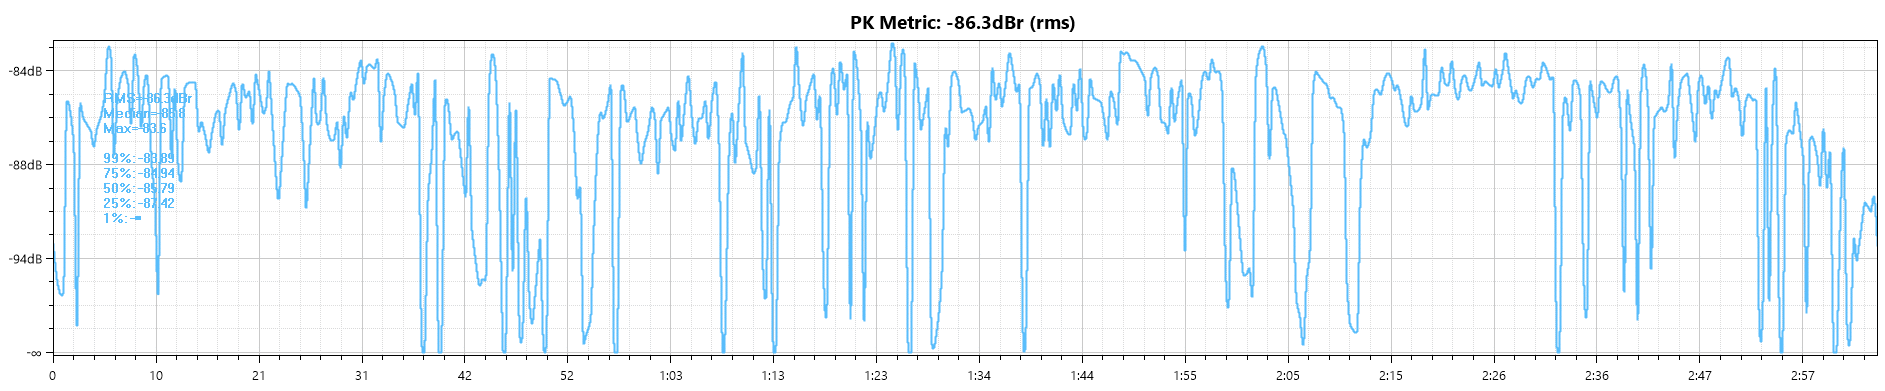 PK Metric: -86.3dBr (rms)
-84dB
RMS=-86.3dBr
Median=-85.8
Max=-83.6
99%: -83.89
-88dB
75%: -84.94
50%: -85.79
25%: -87.42
1%: -∞
-94dB
-∞
0 10 21 31 42 52 1:03 1:13 1:23 1:34 1:44 1:55 2:05 2:15 2:26 2:36 2:47 2:57